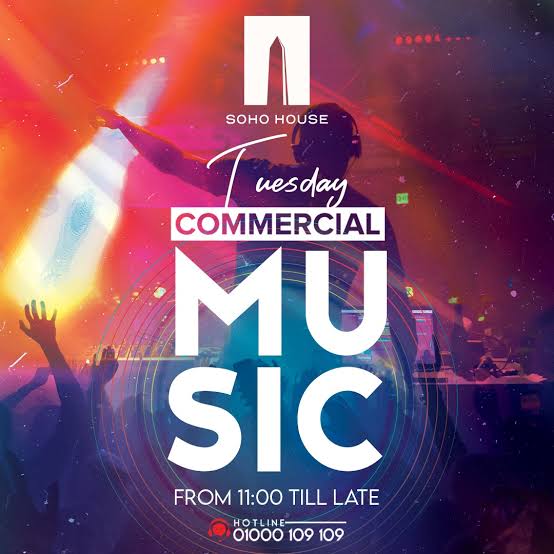 SOHO HOUSE
Tuesday
COMMERCIAL
MU
SIC
FROM 11:00 TILL LATE
HOTLINE
01000 109 109